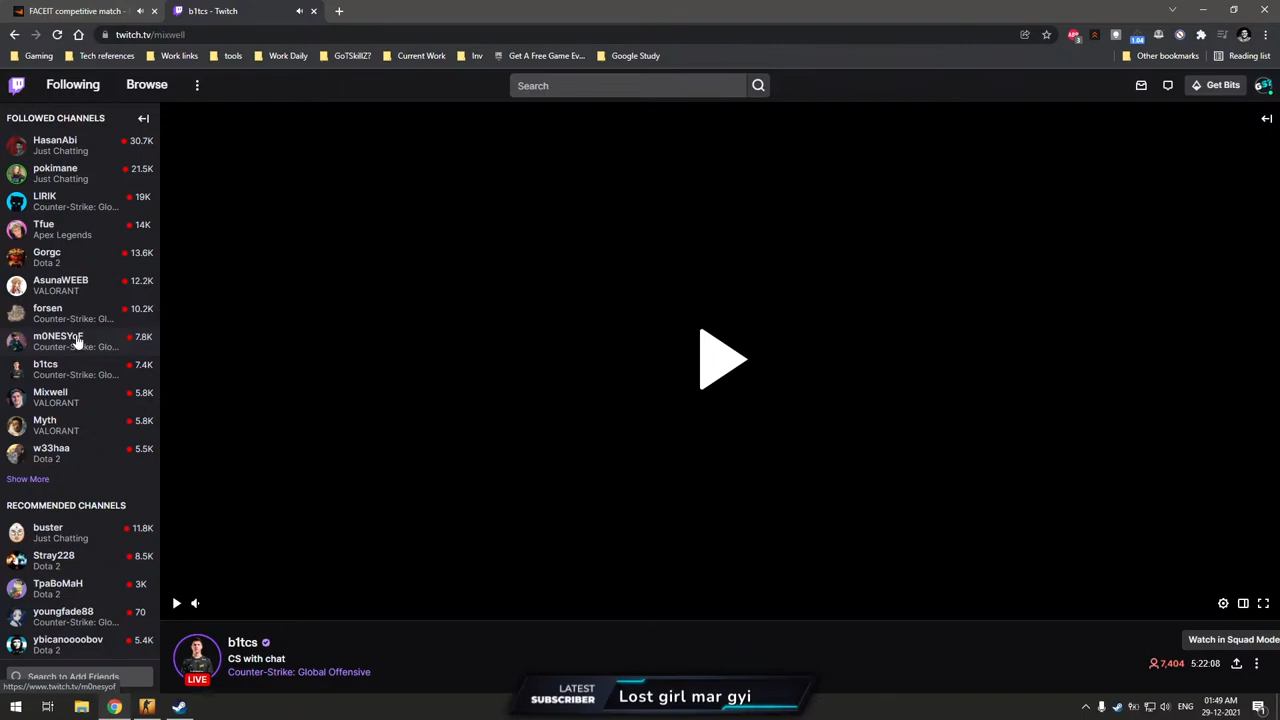 FACEIT competitive match -
b1tcs - Twitch
twitch.tv/mixwell
3
1.04
Gaming
Tech references
Work links
tools
Work Daily
GoTSkillZ?
Current Work
Inv
Get A Free Game Eve...
Google Study
Other bookmarks
Reading list
Following
Browse
Search
Get Bits
FOLLOWED CHANNELS
HasanAbi
30.7K
Just Chatting
pokimane
21.5K
Just Chatting
LIRIK
19K
Counter-Strike: Glo...
Tfue
14K
Apex Legends
Gorgc
13.6K
Dota 2
AsunaWEEB
12.2K
VALORANT
forsen
10.2K
Counter-Strike: Gl...
m0NESYoF
7.8K
Counter-Strike: Glo...
b1tcs
7.4K
Counter-Strike: Glo...
Mixwell
5.8K
VALORANT
Myth
5.8K
VALORANT
w33haa
5.5K
Dota 2
Show More
RECOMMENDED CHANNELS
buster
11.8K
Just Chatting
Stray228
8.5K
Dota 2
TpaBoMaH
3K
Dota 2
youngfade88
70
Counter-Strike: Glo...
ybicanoooobov
5.4K
Dota 2
Search to Add Friends
https://www.twitch.tv/m0nesyof
b1tcs
CS with chat
Counter-Strike: Global Offensive
LIVE
Watch in Squad Mode
7,404
5:22:08
LATEST
SUBSCRIBER
Lost girl mar gyi
ENG
01:49 AM
29-12-2021